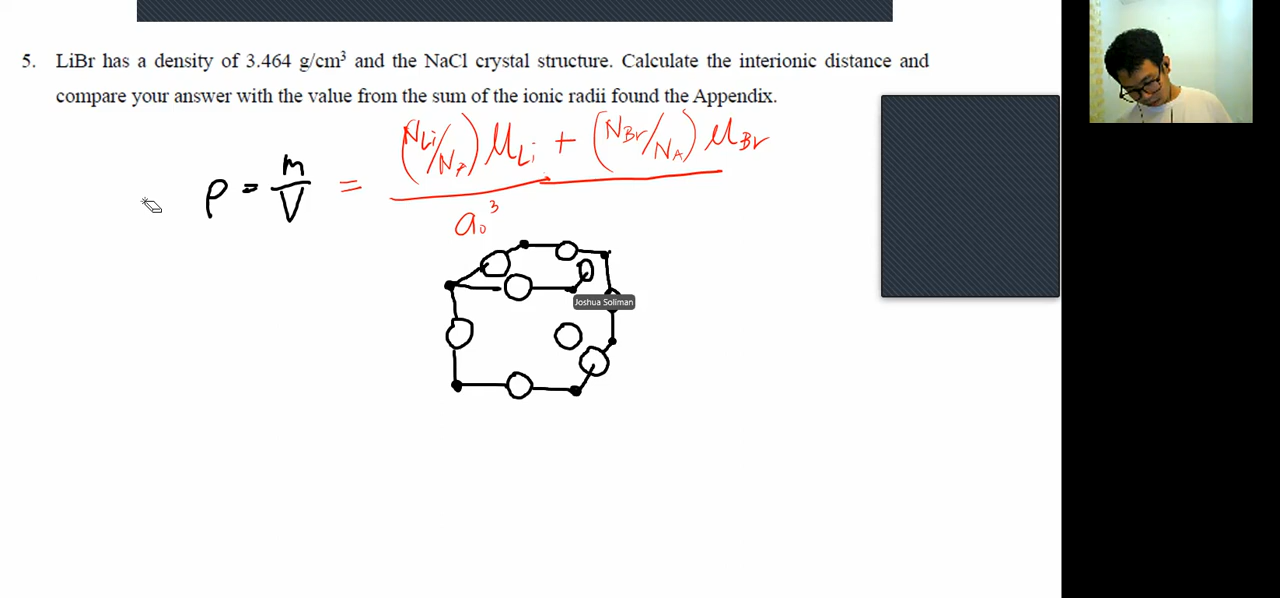 5. LiBr has a density of 3.464 g/cm³ and the NaCl crystal structure. Calculate the interionic distance and
compare your answer with the value from the sum of the ionic radii found the Appendix.
ρ = m/V = ((N_Li/N_A) M_Li + (N_Br/N_A) M_Br) / a₀³
Joshua Soliman